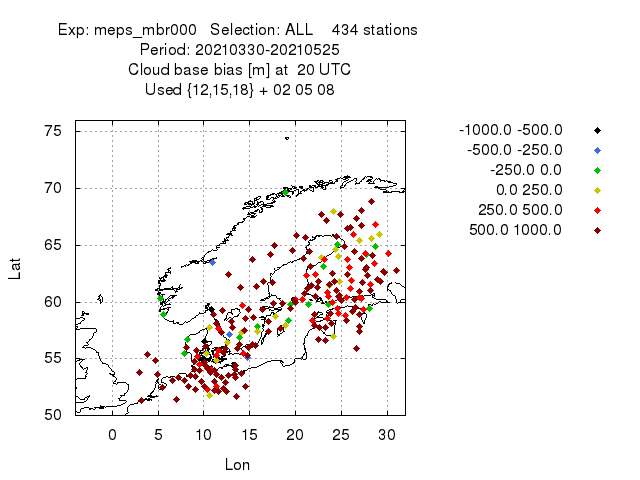 Exp: meps_mbr000 Selection: ALL 434 stations
Period: 20210330-20210525
Cloud base bias [m] at 20 UTC
Used {12,15,18} + 02 05 08
-1000.0 -500.0
-500.0 -250.0
-250.0 0.0
0.0 250.0
250.0 500.0
500.0 1000.0
75
70
65
60
55
50
Lat
0 5 10 15 20 25 30
Lon